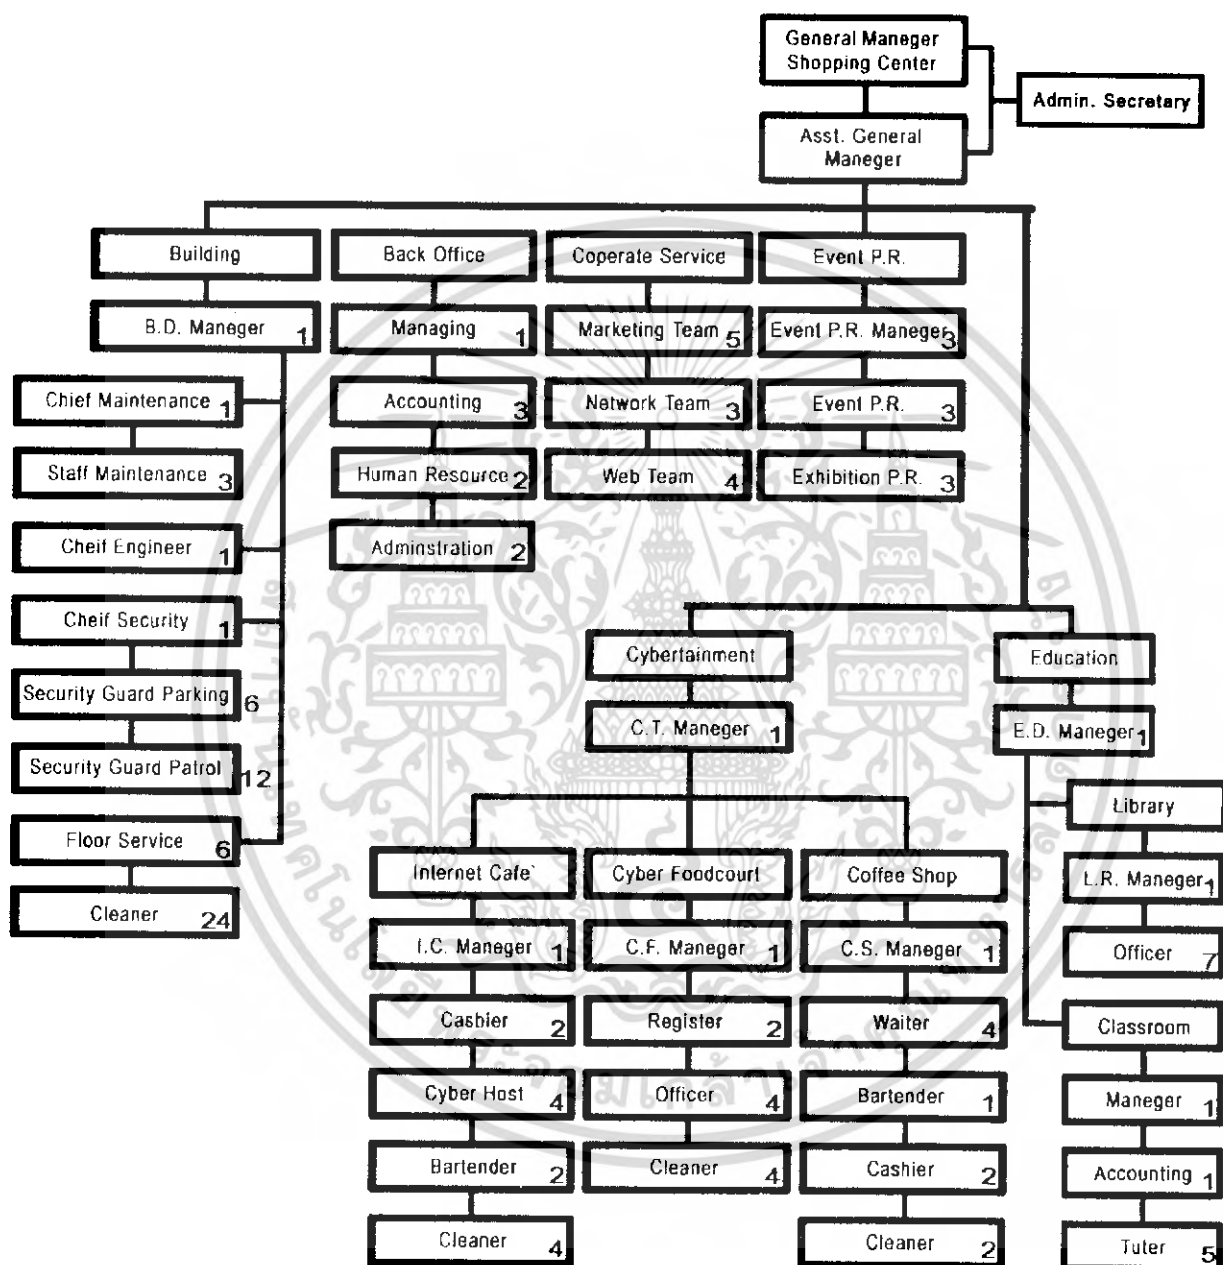 General Maneger
Shopping Center
Admin. Secretary
Asst. General
Maneger
Building
B.D. Maneger 1
Chief Maintenance 1
Staff Maintenance 3
Cheif Engineer 1
Cheif Security 1
Security Guard Parking 6
Security Guard Patrol 12
Floor Service 6
Cleaner 24
Back Office
Managing 1
Accounting 3
Human Resource 2
Adminstration 2
Coperate Service
Marketing Team 5
Network Team 3
Web Team 4
Event P.R.
Event P.R. Maneger 3
Event P.R. 3
Exhibition P.R. 3
Cybertainment
C.T. Maneger 1
Internet Cafe`
I.C. Maneger 1
Cashier 2
Cyber Host 4
Bartender 2
Cleaner 4
Cyber Foodcourt
C.F. Maneger 1
Register 2
Officer 4
Cleaner 4
Coffee Shop
C.S. Maneger 1
Waiter 4
Bartender 1
Cashier 2
Cleaner 2
Education
E.D. Maneger 1
Library
L.R. Maneger 1
Officer 7
Classroom
Maneger 1
Accounting 1
Tuter 5